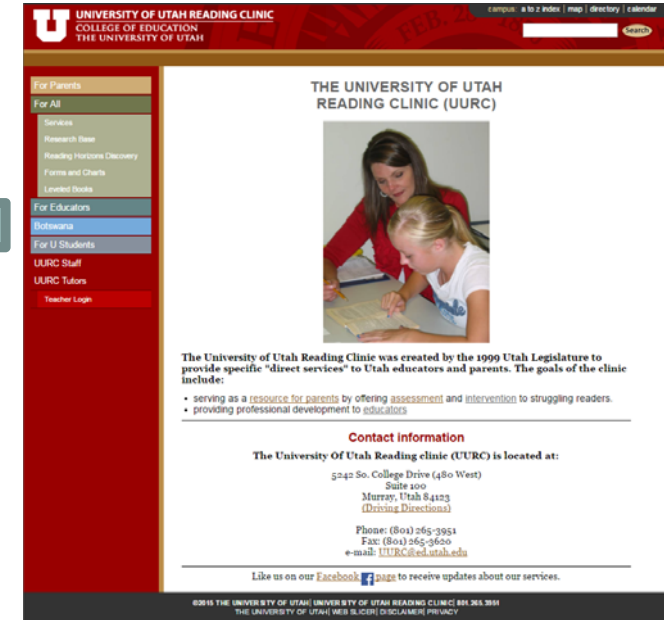 campus: a to z index | map | directory | calendar
UNIVERSITY OF UTAH READING CLINIC
COLLEGE OF EDUCATION
THE UNIVERSITY OF UTAH
Search
For Parents
For All
Services
Research Base
Reading Horizons Discovery
Forms and Charts
Leveled Books
For Educators
Botswana
For U Students
UURC Staff
UURC Tutors
Teacher Login
THE UNIVERSITY OF UTAH
READING CLINIC (UURC)
The University of Utah Reading Clinic was created by the 1999 Utah Legislature to
provide specific "direct services" to Utah educators and parents. The goals of the clinic
include:
• serving as a resource for parents by offering assessment and intervention to struggling readers.
• providing professional development to educators
Contact information
The University Of Utah Reading clinic (UURC) is located at:
5242 So. College Drive (480 West)
Suite 100
Murray, Utah 84123
(Driving Directions)
Phone: (801) 265-3951
Fax: (801) 265-3620
e-mail: UURC@ed.utah.edu
Like us on our Facebook page to receive updates about our services.
©2015 THE UNIVERSITY OF UTAH| UNIVERSITY OF UTAH READING CLINIC| 801.265.3951
THE UNIVERSITY OF UTAH| WEB SLICER| DISCLAIMER| PRIVACY